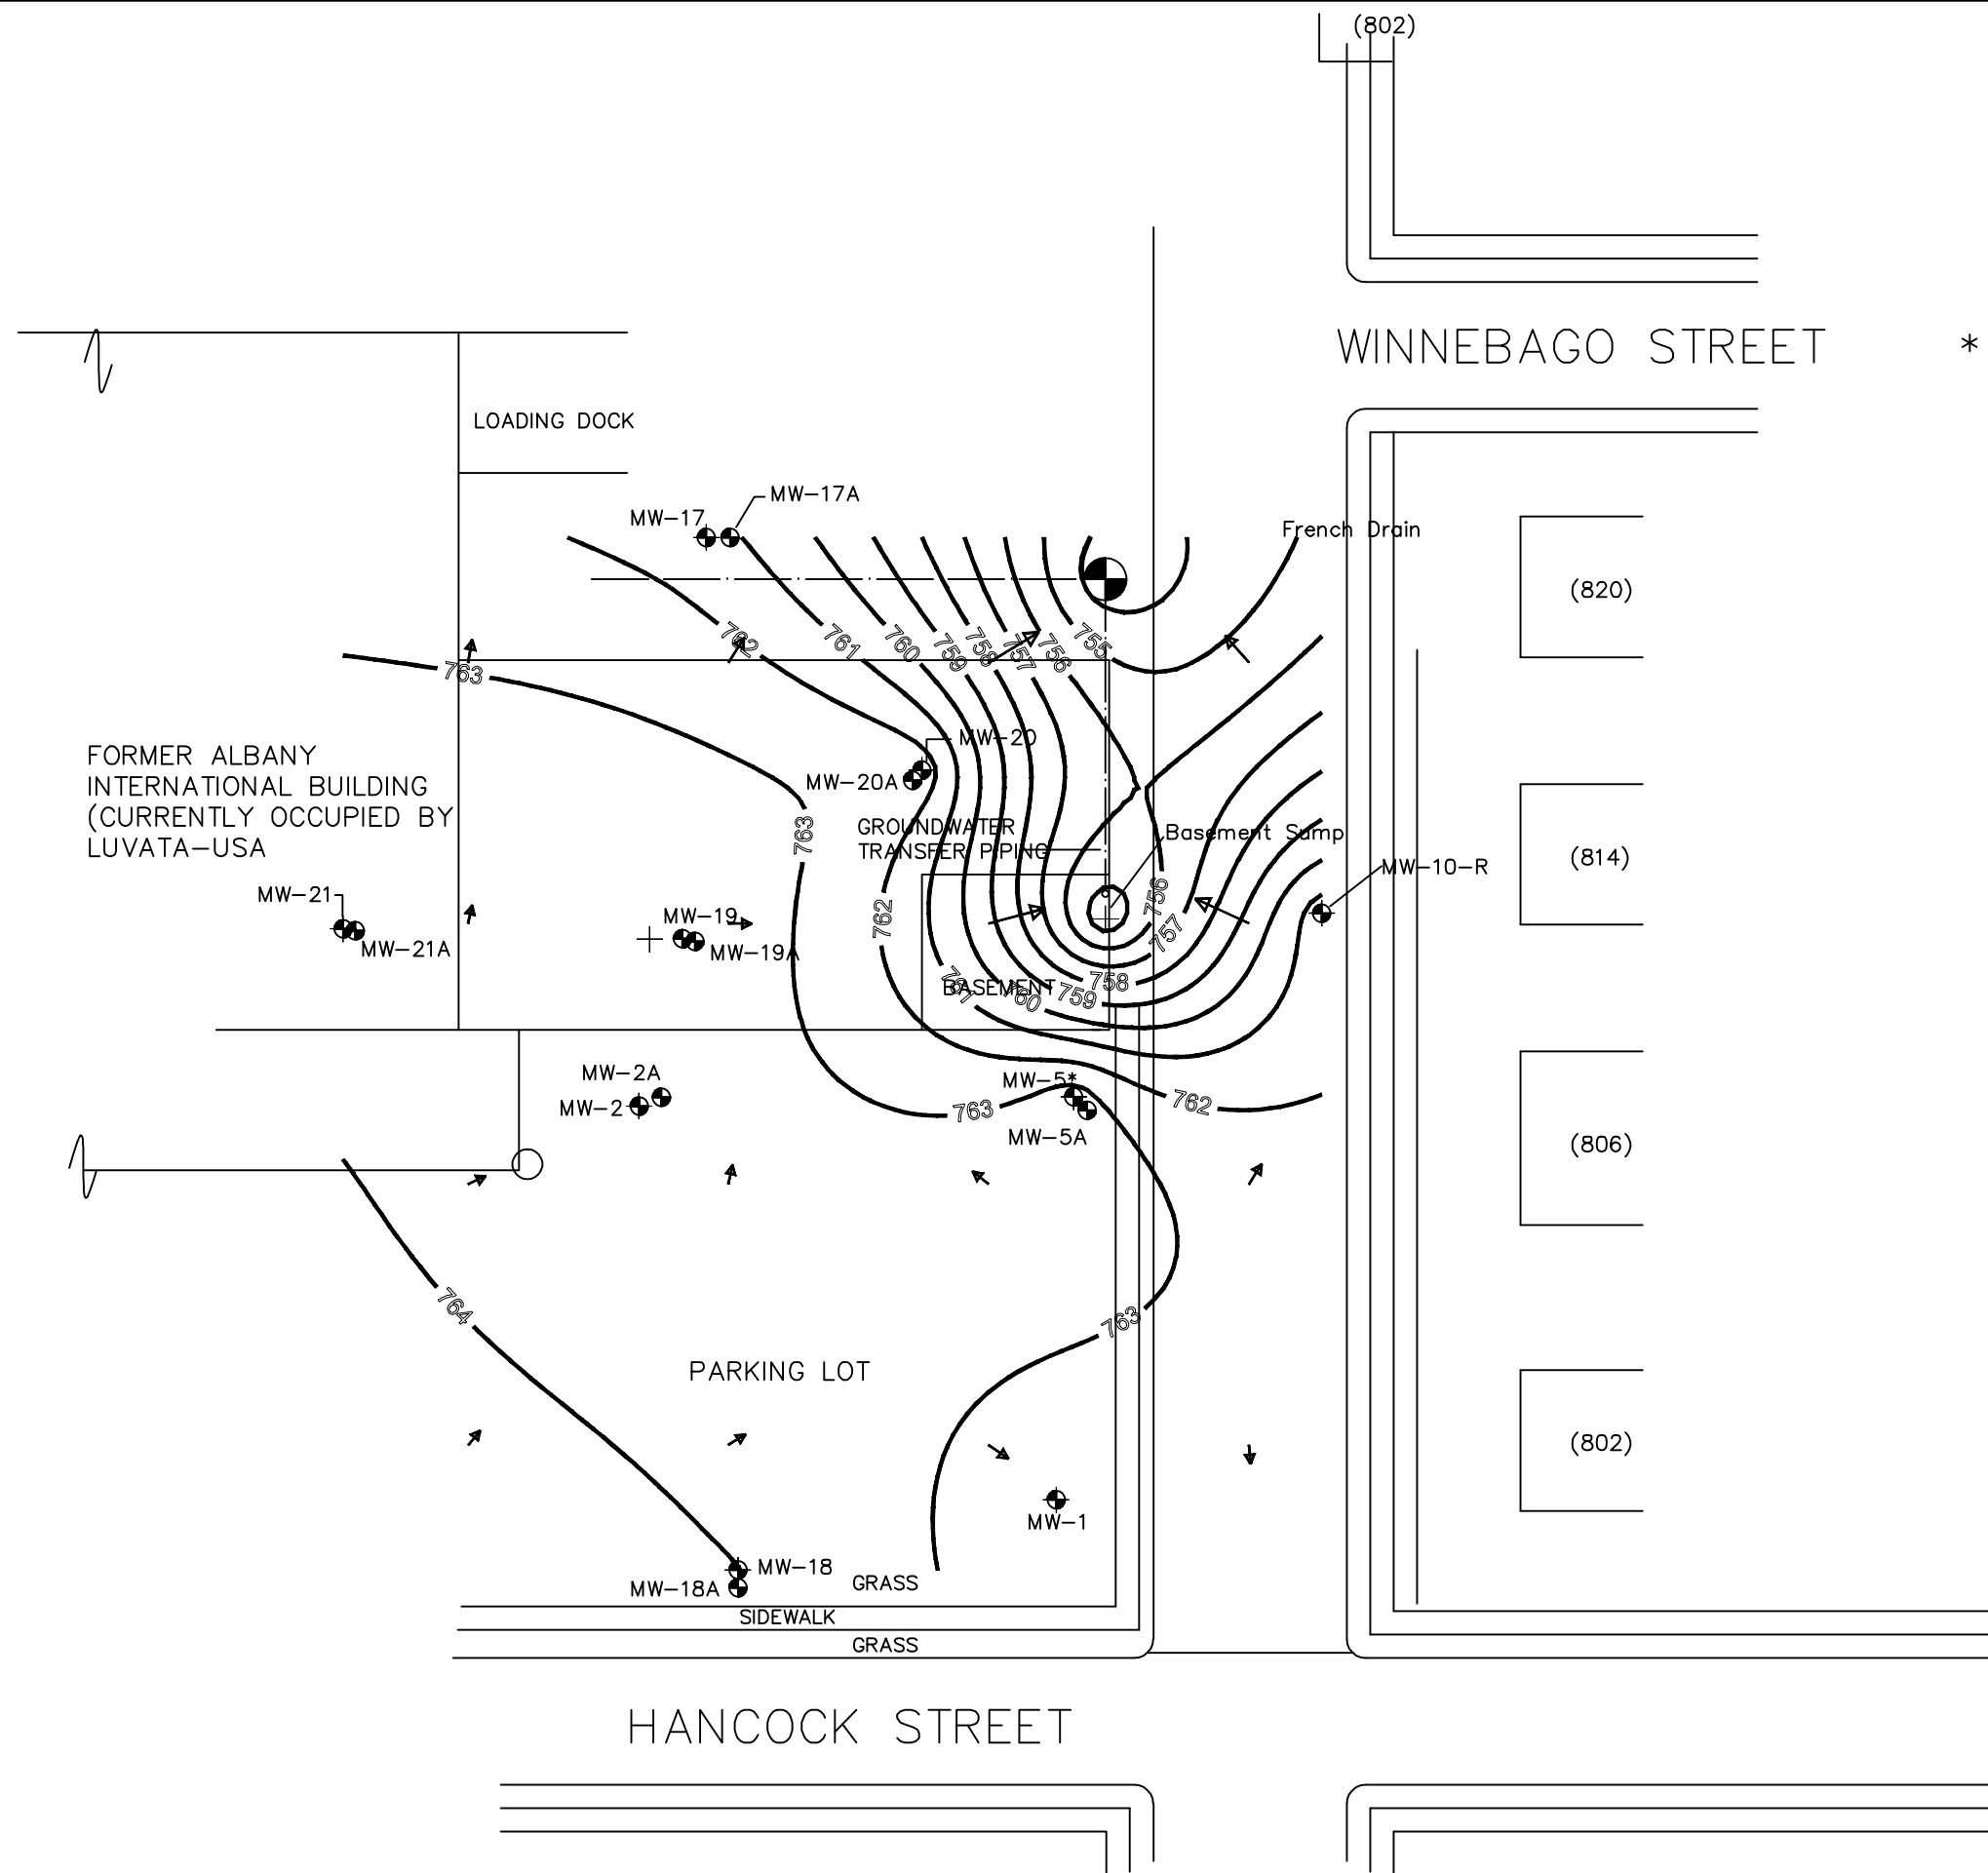 (802)
WINNEBAGO STREET *
LOADING DOCK
MW-17A
MW-17
French Drain
(820)
762
761
760
759
758
757
756
755
763
MW-20
FORMER ALBANY
INTERNATIONAL BUILDING
(CURRENTLY OCCUPIED BY
LUVATA-USA
MW-20A
763
GROUNDWATER
TRANSFER PIPING
Basement Sump
(814)
MW-10-R
MW-21
756
762
757
MW-19
MW-21A
MW-19A
BASEMENT
761
760
759
758
MW-2A
MW-5*
MW-2
763
762
MW-5A
(806)
764
763
PARKING LOT
(802)
MW-1
MW-18
MW-18A
GRASS
SIDEWALK
GRASS
HANCOCK STREET